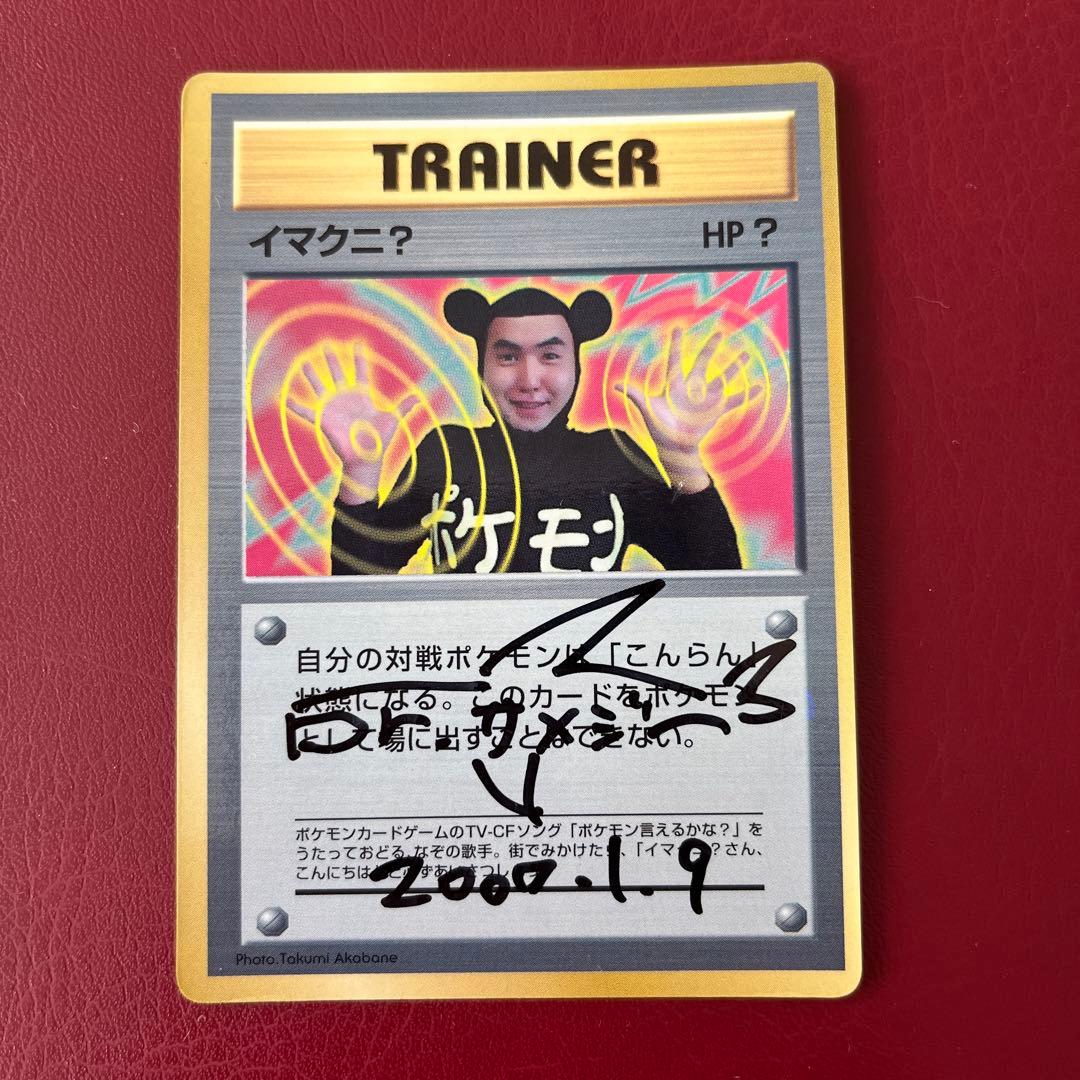 TRAINER
イマクニ?
HP ?
ポケモン
自分の対戦ポケモンは「こんらん」
状態になる。このカードをポケモン
として場に出すことはできない。
Dr.サメジー
ポケモンカードゲームのTV-CFソング「ポケモン言えるかな?」を
うたっておどる、なぞの歌手。街でみかけたら、「イマクニ?さん、
こんにちは
2000.1.9
Photo.Takumi Akabane